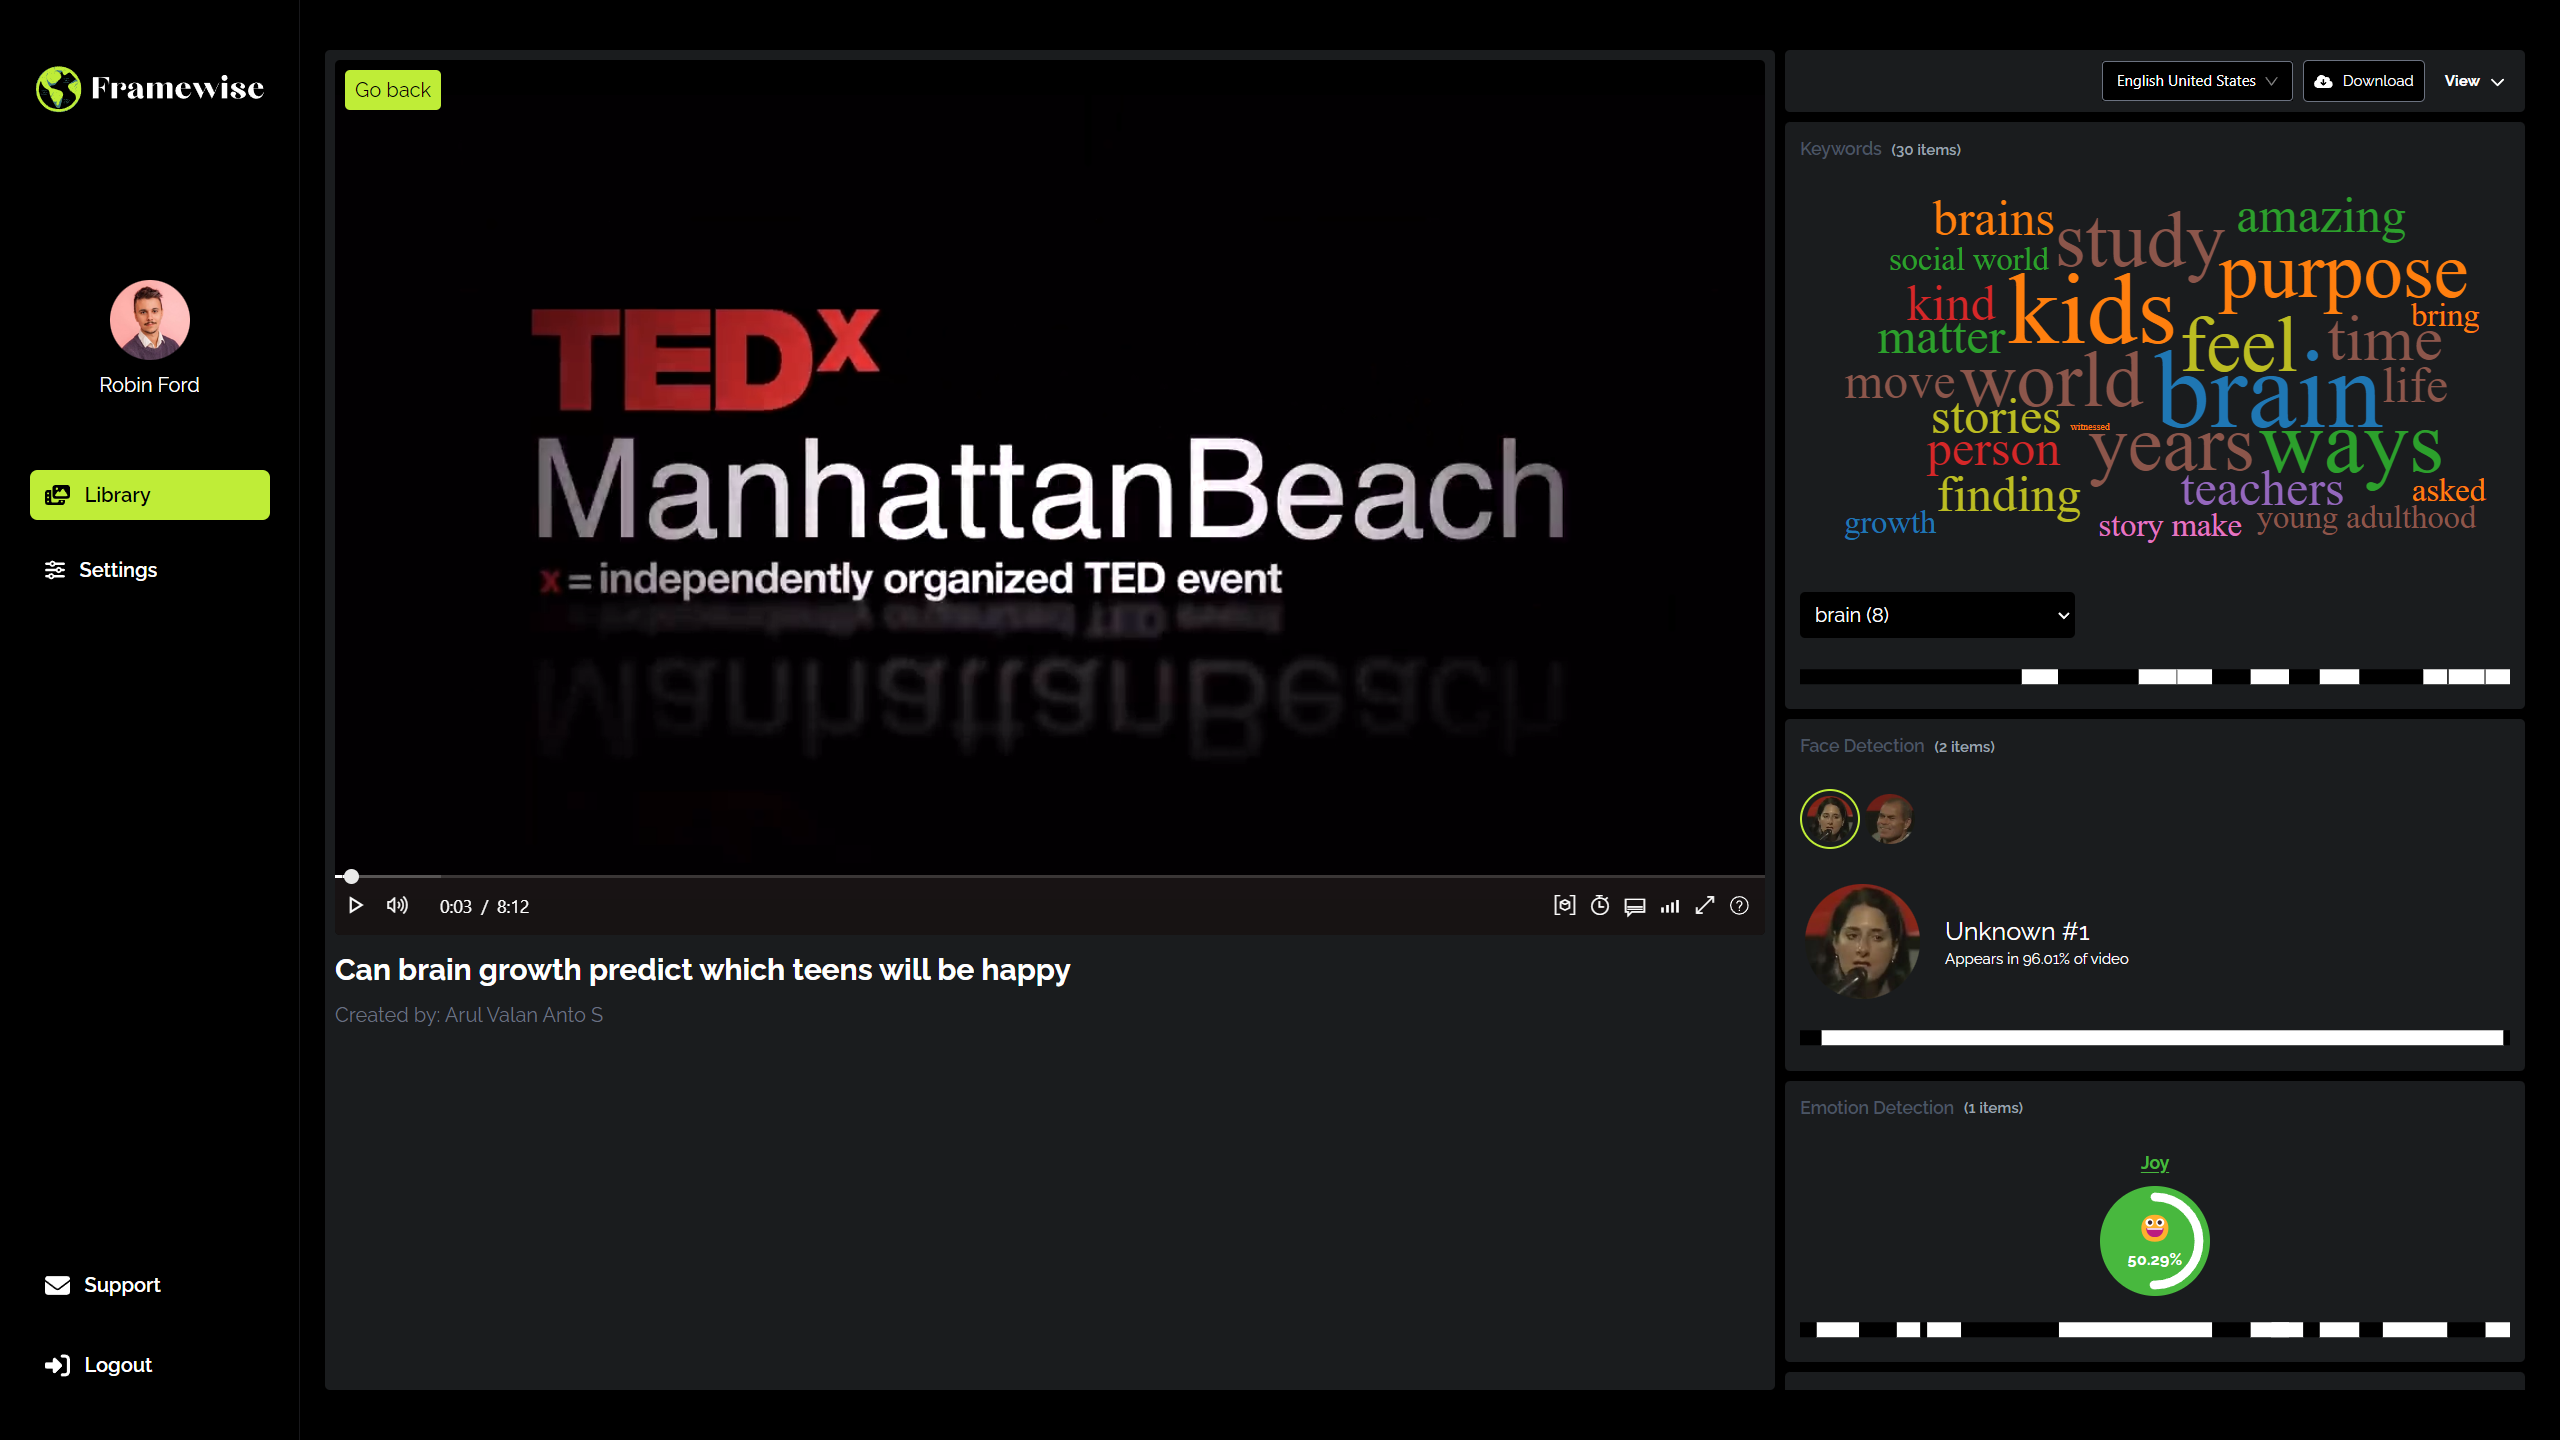 Framewise
Robin Ford
Library
Settings
Support
Logout
Go back
TEDx
ManhattanBeach
x = independently organized TED event
0:03 / 8:12
Can brain growth predict which teens will be happy
Created by: Arul Valan Anto S
English United States
Download
View
Keywords (30 items)
brains
study
amazing
social world
purpose
kind
kids
bring
matter
feel
time
move
world
brain
life
stories
witnessed
person
years
ways
finding
teachers
asked
growth
story make
young adulthood
brain (8)
Face Detection (2 items)
Unknown #1
Appears in 96.01% of video
Emotion Detection (1 items)
Joy
50.29%